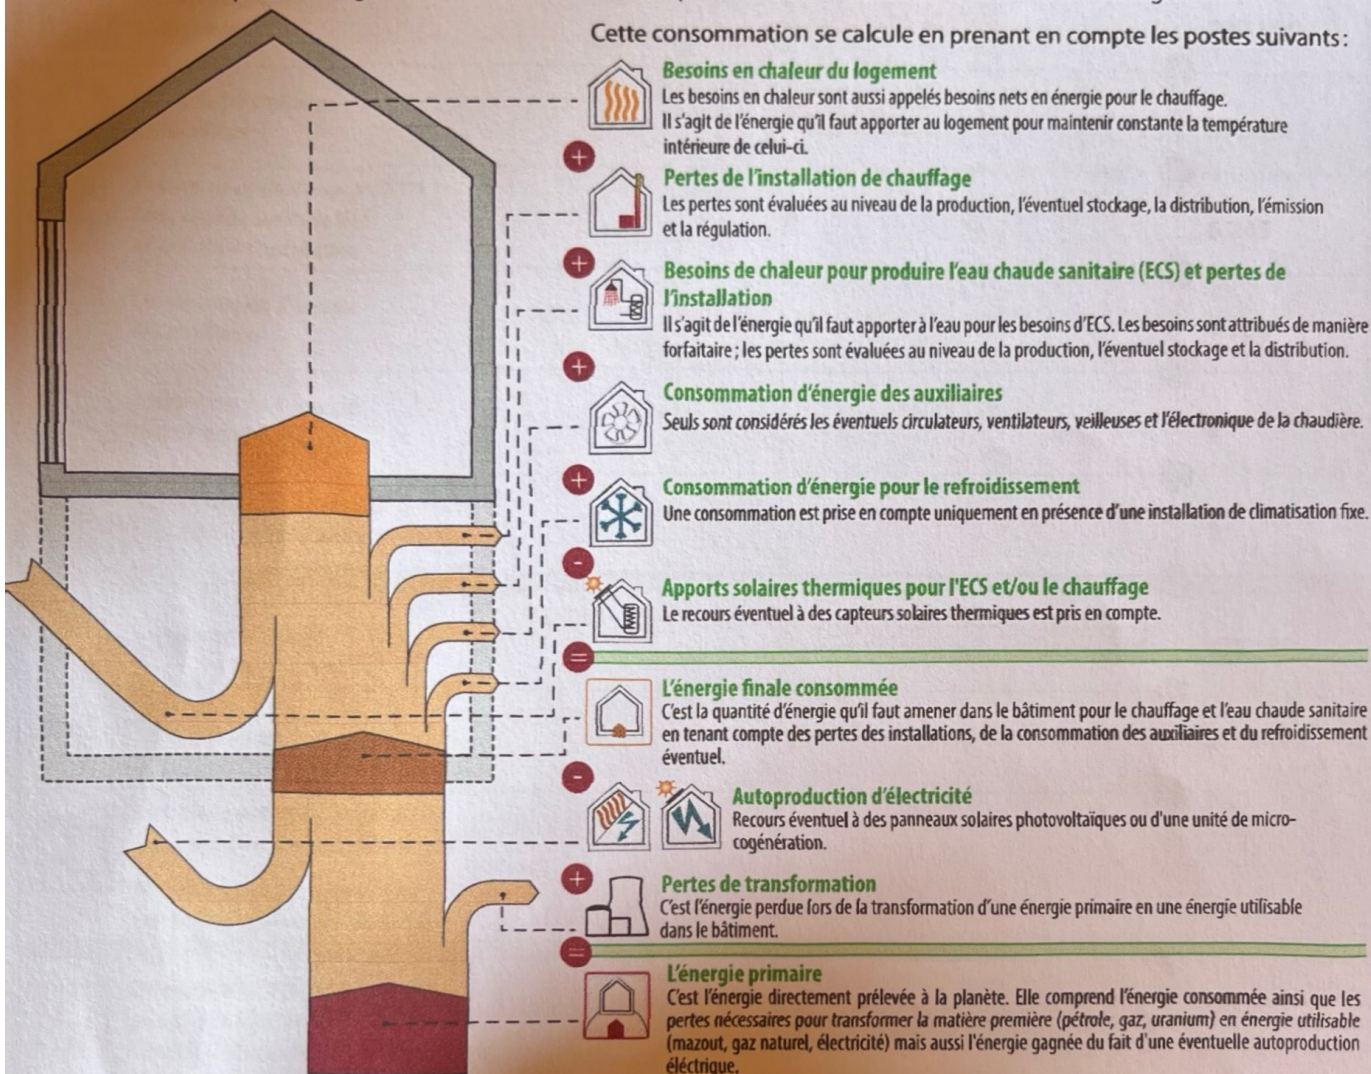 Cette consommation se calcule en prenant en compte les postes suivants :
Besoins en chaleur du logement
Les besoins en chaleur sont aussi appelés besoins nets en énergie pour le chauffage.
Il s'agit de l'énergie qu'il faut apporter au logement pour maintenir constante la température
intérieure de celui-ci.
+
Pertes de l'installation de chauffage
Les pertes sont évaluées au niveau de la production, l'éventuel stockage, la distribution, l'émission
et la régulation.
+
Besoins de chaleur pour produire l'eau chaude sanitaire (ECS) et pertes de
l'installation
Il s'agit de l'énergie qu'il faut apporter à l'eau pour les besoins d'ECS. Les besoins sont attribués de manière
forfaitaire ; les pertes sont évaluées au niveau de la production, l'éventuel stockage et la distribution.
+
Consommation d'énergie des auxiliaires
Seuls sont considérés les éventuels circulateurs, ventilateurs, veilleuses et l'électronique de la chaudière.
+
Consommation d'énergie pour le refroidissement
Une consommation est prise en compte uniquement en présence d'une installation de climatisation fixe.
-
Apports solaires thermiques pour l'ECS et/ou le chauffage
Le recours éventuel à des capteurs solaires thermiques est pris en compte.
=
L'énergie finale consommée
C'est la quantité d'énergie qu'il faut amener dans le bâtiment pour le chauffage et l'eau chaude sanitaire
en tenant compte des pertes des installations, de la consommation des auxiliaires et du refroidissement
éventuel.
-
Autoproduction d'électricité
Recours éventuel à des panneaux solaires photovoltaïques ou d'une unité de micro-
cogénération.
+
Pertes de transformation
C'est l'énergie perdue lors de la transformation d'une énergie primaire en une énergie utilisable
dans le bâtiment.
=
L'énergie primaire
C'est l'énergie directement prélevée à la planète. Elle comprend l'énergie consommée ainsi que les
pertes nécessaires pour transformer la matière première (pétrole, gaz, uranium) en énergie utilisable
(mazout, gaz naturel, électricité) mais aussi l'énergie gagnée du fait d'une éventuelle autoproduction
éléctrique.